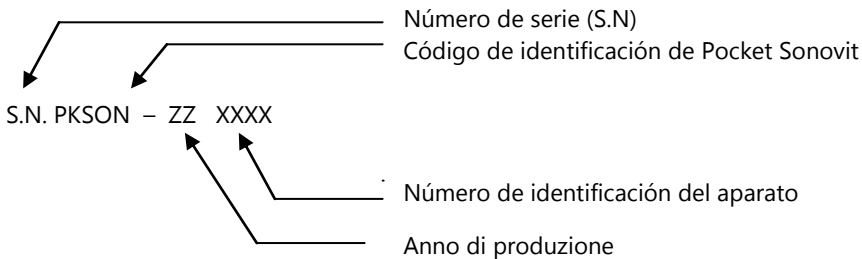 Número de serie (S.N)
Código de identificación de Pocket Sonovit
S.N. PKSON – ZZ XXXX
Número de identificación del aparato
Anno di produzione